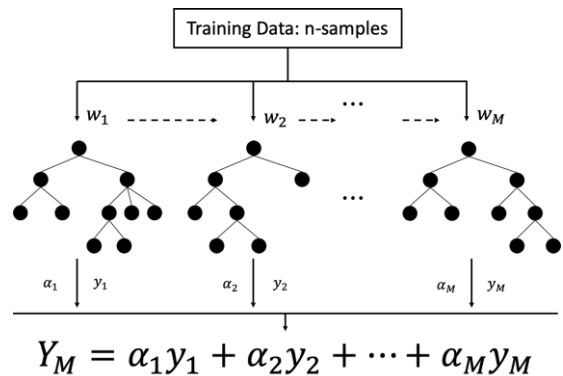 Training Data: n-samples
...
w₁ w₂ w_M
...
α₁ y₁ α₂ y₂ α_M y_M
Y_M = α₁y₁ + α₂y₂ + ⋯ + α_My_M